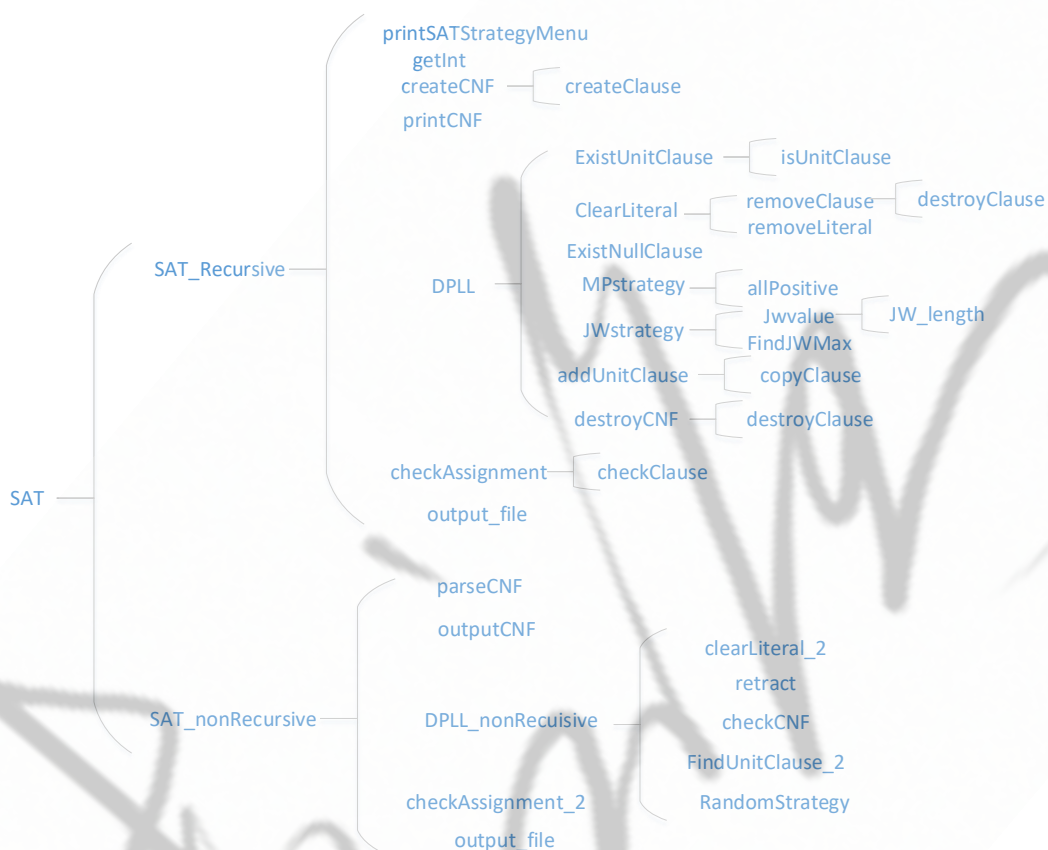 printSATStrategyMenu
getInt
createCNF
createClause
printCNF
ExistUnitClause
isUnitClause
ClearLiteral
removeClause
destroyClause
removeLiteral
ExistNullClause
SAT_Recursive
DPLL
MPstrategy
allPositive
JWstrategy
Jwvalue
JW_length
FindJWMax
addUnitClause
copyClause
destroyCNF
destroyClause
checkAssignment
checkClause
SAT
output_file
parseCNF
outputCNF
SAT_nonRecursive
DPLL_nonRecuisive
clearLiteral_2
retract
checkCNF
FindUnitClause_2
RandomStrategy
checkAssignment_2
output_file